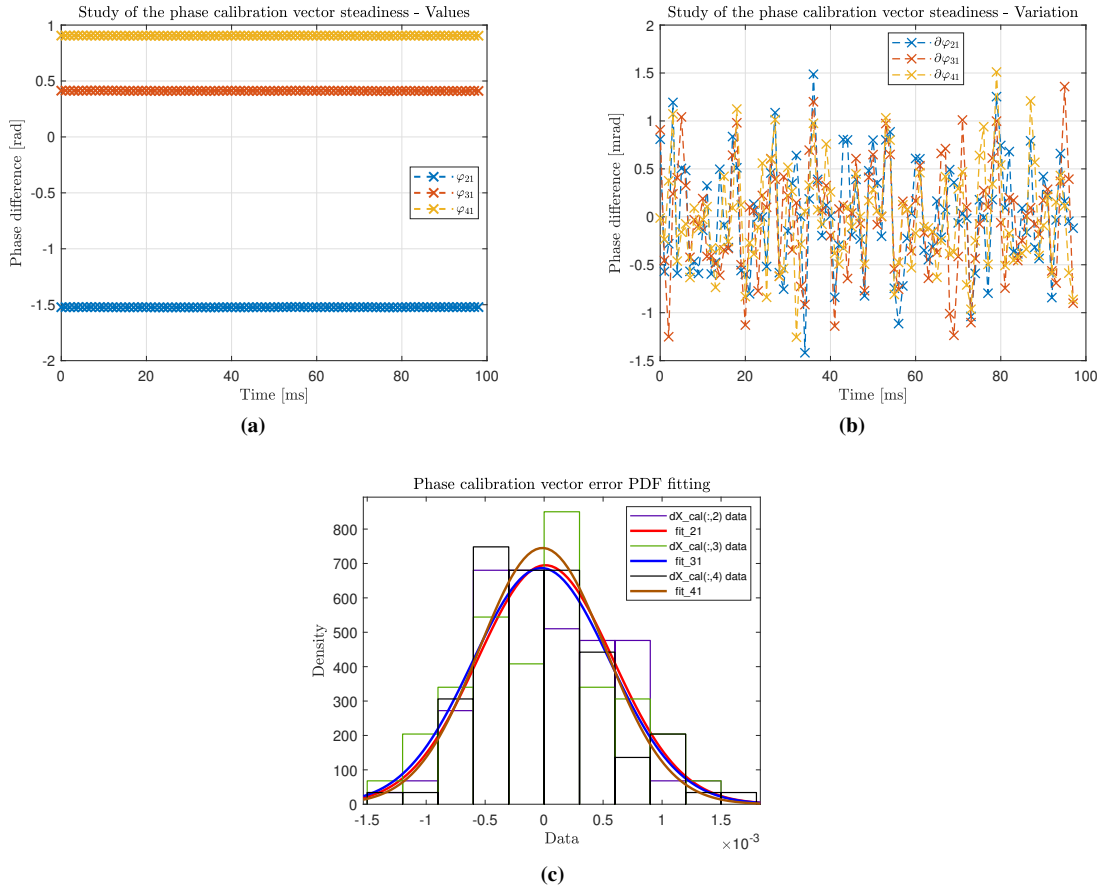 Study of the phase calibration vector steadiness - Values
1
0.5
0
-0.5
-1
-1.5
-2
Phase difference [rad]
φ21
φ31
φ41
0 20 40 60 80 100
Time [ms]
(a)
Study of the phase calibration vector steadiness - Variation
2
1.5
1
0.5
0
-0.5
-1
-1.5
Phase difference [mrad]
∂φ21
∂φ31
∂φ41
0 20 40 60 80 100
Time [ms]
(b)
Phase calibration vector error PDF fitting
800
700
600
500
400
300
200
100
0
Density
dX_cal(:,2) data
fit_21
dX_cal(:,3) data
fit_31
dX_cal(:,4) data
fit_41
-1.5 -1 -0.5 0 0.5 1 1.5
Data
×10⁻³
(c)